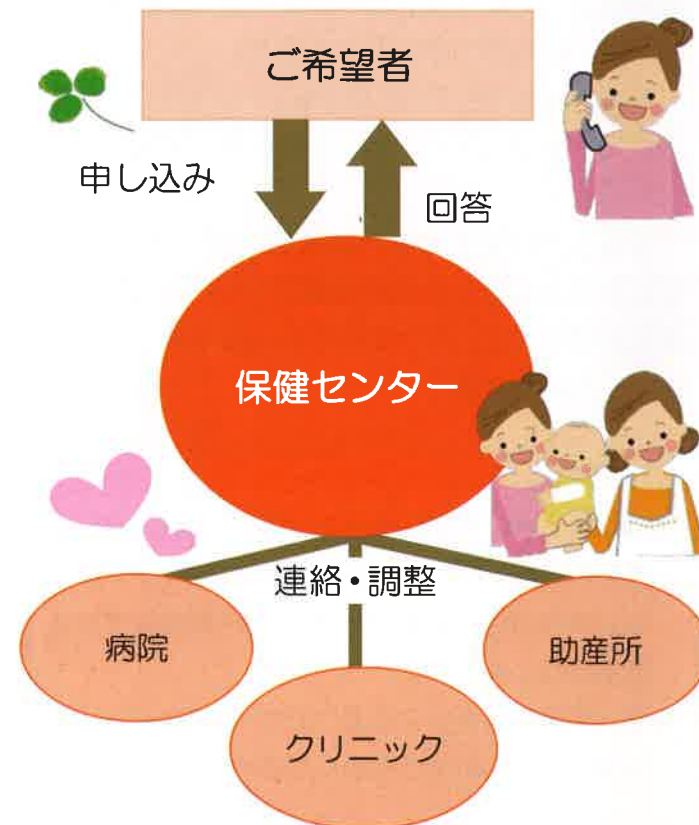 ご希望者
申し込み
回答
保健センター
連絡・調整
病院
助産所
クリニック